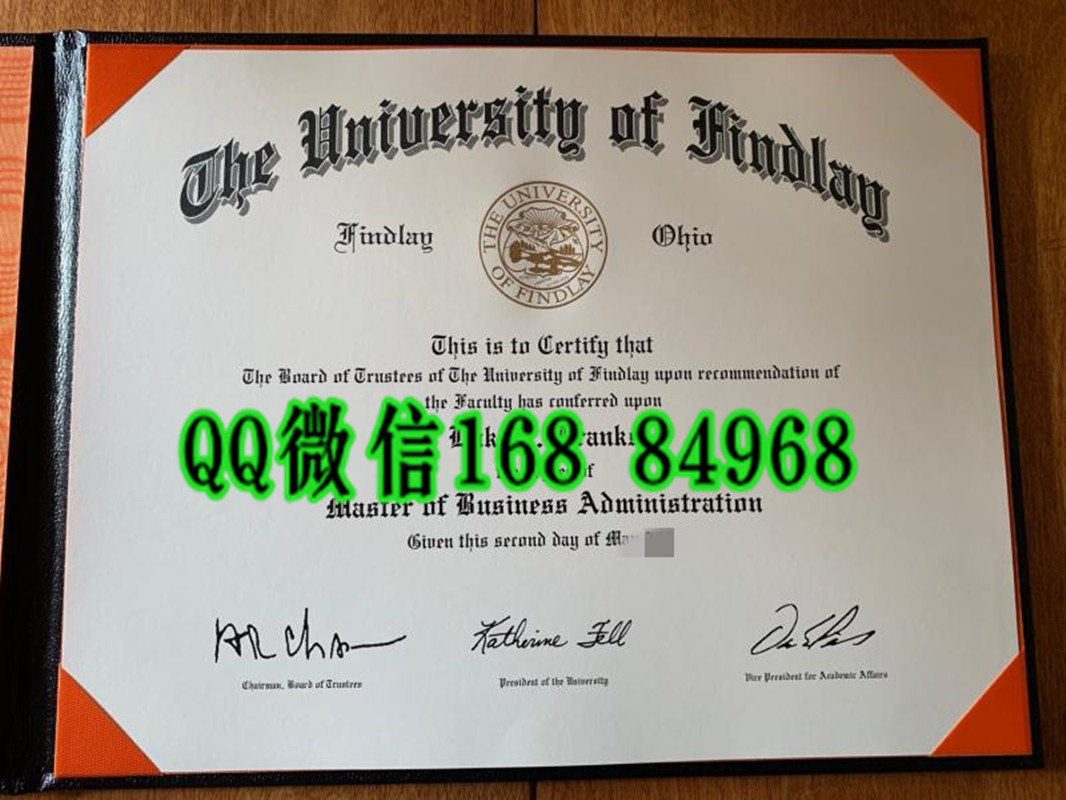 The University of Findlay
Findlay
THE UNIVERSITY OF FINDLAY
Ohio
This is to Certify that
The Board of Trustees of The University of Findlay upon recommendation of
the Faculty has conferred upon
QQ微信168 84968
Master of Business Administration
Given this second day of
Katherine Fell
Chairman, Board of Trustees
President of the University
Vice President for Academic Affairs